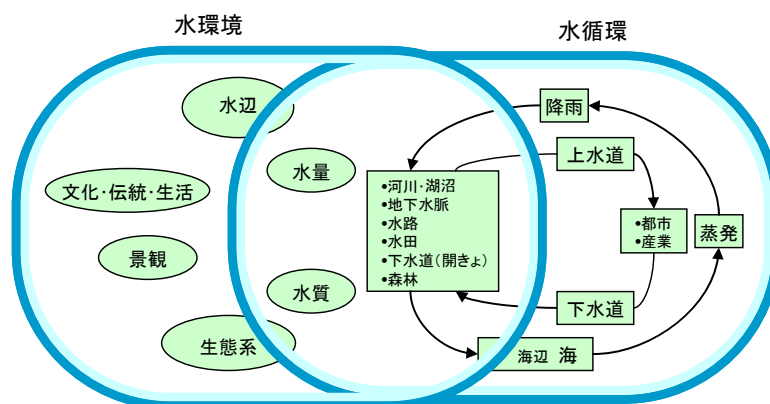 水環境
水循環
水辺
降雨
水量
上水道
文化・伝統・生活
•河川・湖沼
•地下水脈
•水路
•水田
•下水道(開きょ)
•森林
•都市
•産業
蒸発
景観
水質
下水道
生態系
海辺 海